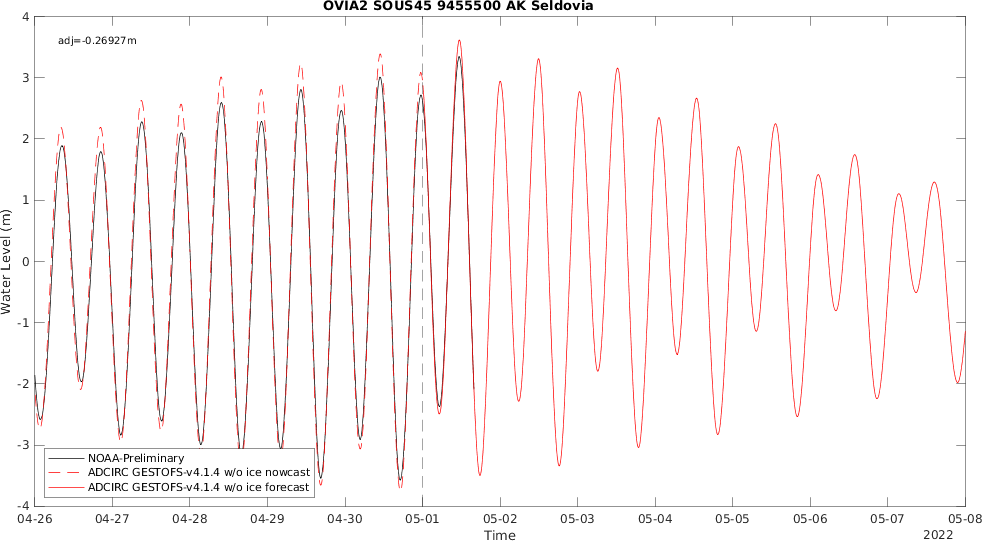 OVIA2 SOUS45 9455500 AK Seldovia
adj=-0.26927m
4
3
2
1
0
-1
-2
-3
-4
Water Level (m)
NOAA-Preliminary
ADCIRC GESTOFS-v4.1.4 w/o ice nowcast
ADCIRC GESTOFS-v4.1.4 w/o ice forecast
04-26 04-27 04-28 04-29 04-30 05-01 05-02 05-03 05-04 05-05 05-06 05-07 05-08
Time
2022